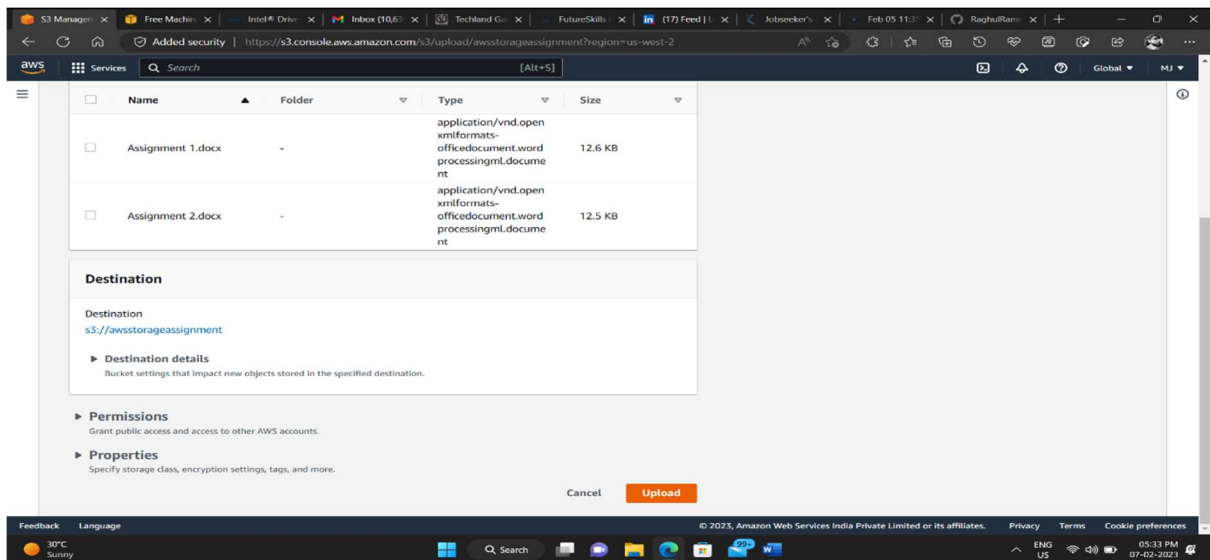 S3 Manager Free Machin Intel® Drive Inbox (10,63 Techland Ga FutureSkills (17) Feed | L Jobseeker's Feb 05 11:3 RaghulRam
Added security | https://s3.console.aws.amazon.com/s3/upload/awsstorageassignment?region=us-west-2
aws Services Search [Alt+S] Global MJ
Name Folder Type Size
application/vnd.open
xmlformats-
Assignment 1.docx - officedocument.word 12.6 KB
processingml.docume
nt
application/vnd.open
xmlformats-
Assignment 2.docx - officedocument.word 12.5 KB
processingml.docume
nt
Destination
Destination
s3://awsstorageassignment
Destination details
Bucket settings that impact new objects stored in the specified destination.
Permissions
Grant public access and access to other AWS accounts.
Properties
Specify storage class, encryption settings, tags, and more.
Cancel Upload
Feedback Language © 2023, Amazon Web Services India Private Limited or its affiliates. Privacy Terms Cookie preferences
30°C
Sunny
Search
99+
ENG
US
05:33 PM
07-02-2023